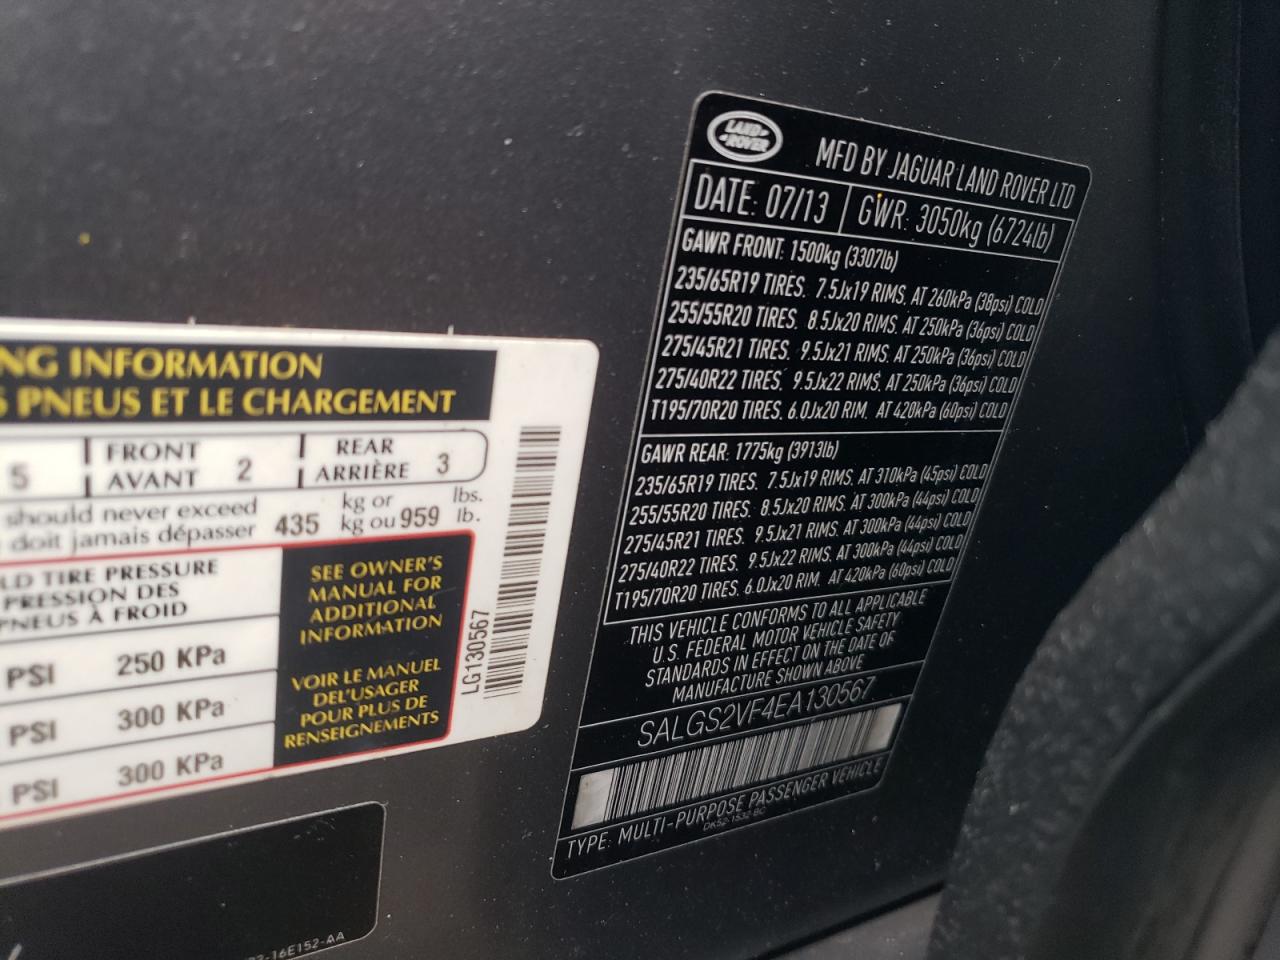 NG INFORMATION
S PNEUS ET LE CHARGEMENT
5 FRONT AVANT 2 REAR ARRIÈRE 3
should never exceed 435 kg or 959 lbs.
doit jamais dépasser kg ou lb.
LD TIRE PRESSURE
PRESSION DES
PNEUS À FROID
PSI 250 KPa
PSI 300 KPa
PSI 300 KPa
SEE OWNER'S
MANUAL FOR
ADDITIONAL
INFORMATION
VOIR LE MANUEL
DEL'USAGER
POUR PLUS DE
RENSEIGNEMENTS
LG130567
-16E152-AA
LAND
ROVER
MFD BY JAGUAR LAND ROVER LTD
DATE: 07/13 GWR: 3050kg (6724lb)
GAWR FRONT: 1500kg (3307lb)
235/65R19 TIRES. 7.5Jx19 RIMS. AT 260kPa (38psi) COLD
255/55R20 TIRES. 8.5Jx20 RIMS. AT 250kPa (36psi) COLD
275/45R21 TIRES. 9.5Jx21 RIMS. AT 250kPa (36psi) COLD
275/40R22 TIRES. 9.5Jx22 RIMS. AT 250kPa (36psi) COLD
T195/70R20 TIRES. 6.0Jx20 RIM. AT 420kPa (60psi) COLD
GAWR REAR: 1775kg (3913lb)
235/65R19 TIRES. 7.5Jx19 RIMS. AT 310kPa (45psi) COLD
255/55R20 TIRES. 8.5Jx20 RIMS. AT 300kPa (44psi) COLD
275/45R21 TIRES. 9.5Jx21 RIMS. AT 300kPa (44psi) COLD
275/40R22 TIRES. 9.5Jx22 RIMS. AT 300kPa (44psi) COLD
T195/70R20 TIRES. 6.0Jx20 RIM. AT 420kPa (60psi) COLD
THIS VEHICLE CONFORMS TO ALL APPLICABLE
U.S. FEDERAL MOTOR VEHICLE SAFETY
STANDARDS IN EFFECT ON THE DATE OF
MANUFACTURE SHOWN ABOVE
SALGS2VF4EA130567
TYPE: MULTI-PURPOSE PASSENGER VEHICLE
DK52-1532-BC